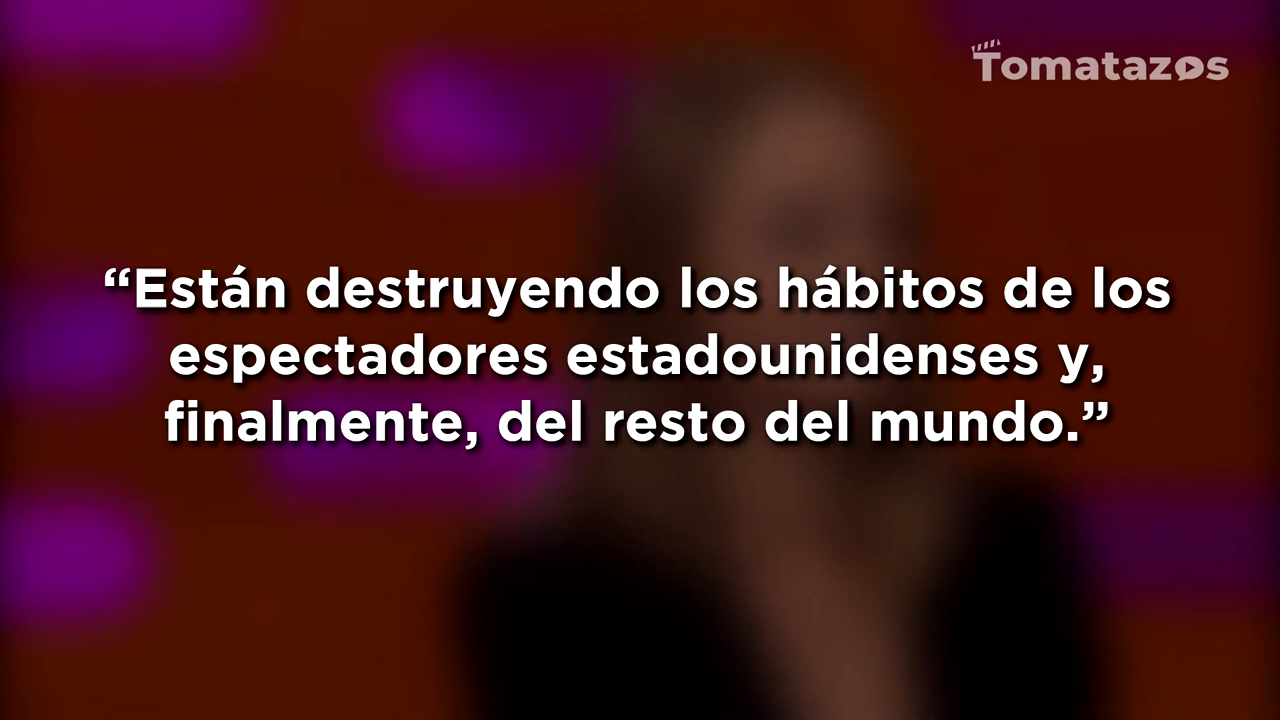 Tomatazos
“Están destruyendo los hábitos de los
espectadores estadounidenses y,
finalmente, del resto del mundo.”